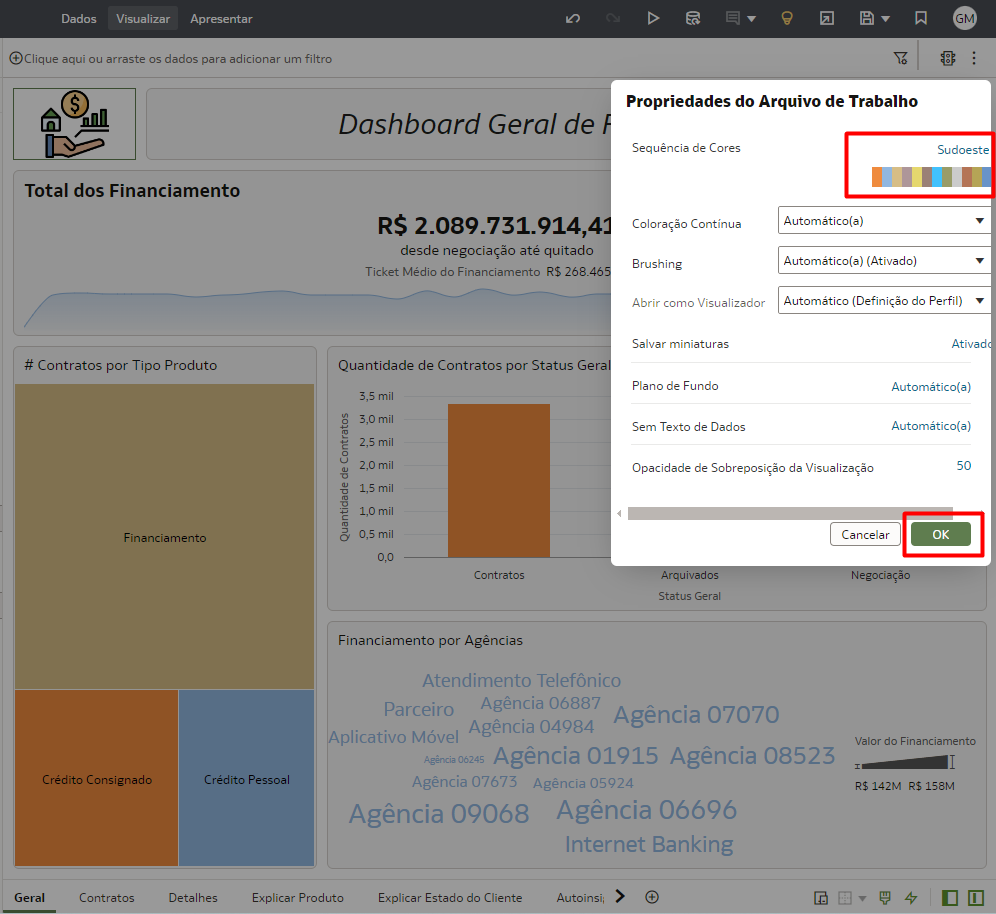 Dados Visualizar Apresentar GM
Clique aqui ou arraste os dados para adicionar um filtro
Dashboard Geral de F
Total dos Financiamento
R$ 2.089.731.914,41
desde negociação até quitado
Ticket Médio do Financiamento R$ 268.465
Propriedades do Arquivo de Trabalho
Sequência de Cores Sudoeste
Coloração Contínua Automático(a)
Brushing Automático(a) (Ativado)
Abrir como Visualizador Automático (Definição do Perfil)
Salvar miniaturas Ativado
Plano de Fundo Automático(a)
Sem Texto de Dados Automático(a)
Opacidade de Sobreposição da Visualização 50
Cancelar OK
# Contratos por Tipo Produto
Financiamento
Crédito Consignado
Crédito Pessoal
Quantidade de Contratos por Status Geral
Quantidade de Contratos
3,5 mil
3,0 mil
2,5 mil
2,0 mil
1,5 mil
1,0 mil
0,5 mil
0,0
Contratos Arquivados Negociação
Status Geral
Financiamento por Agências
Atendimento Telefônico
Parceiro Agência 06887 Agência 07070
Aplicativo Móvel Agência 04984
Agência 06245 Agência 01915 Agência 08523
Agência 07673 Agência 05924
Agência 09068 Agência 06696
Internet Banking
Valor do Financiamento
R$ 142M R$ 158M
Geral Contratos Detalhes Explicar Produto Explicar Estado do Cliente Autoinsi